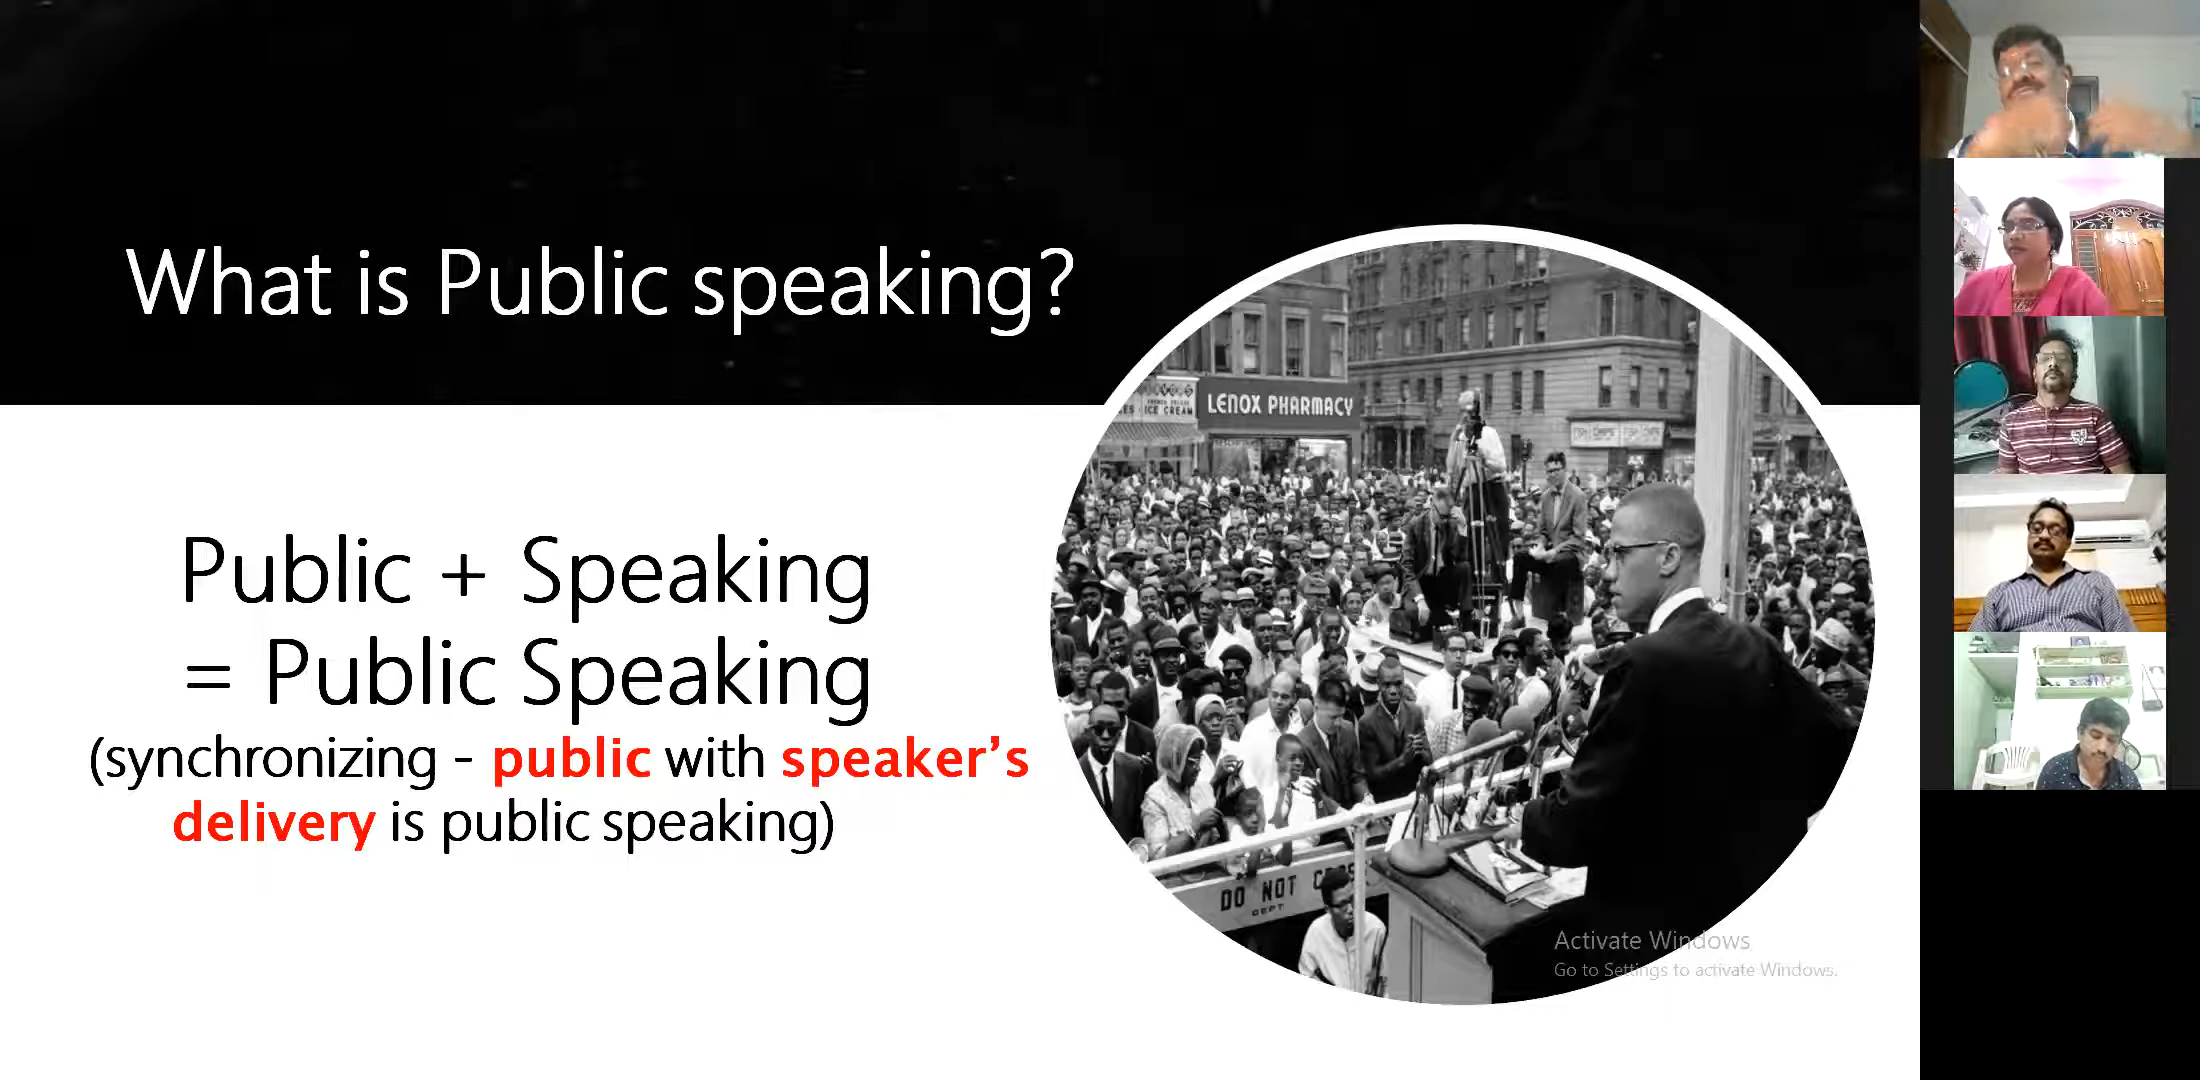 What is Public speaking?
Public + Speaking
= Public Speaking
(synchronizing - public with speaker's
delivery is public speaking)
ICE CREAM
LENOX PHARMACY
DO NOT
DEPT
Activate Windows
Go to Settings to activate Windows.